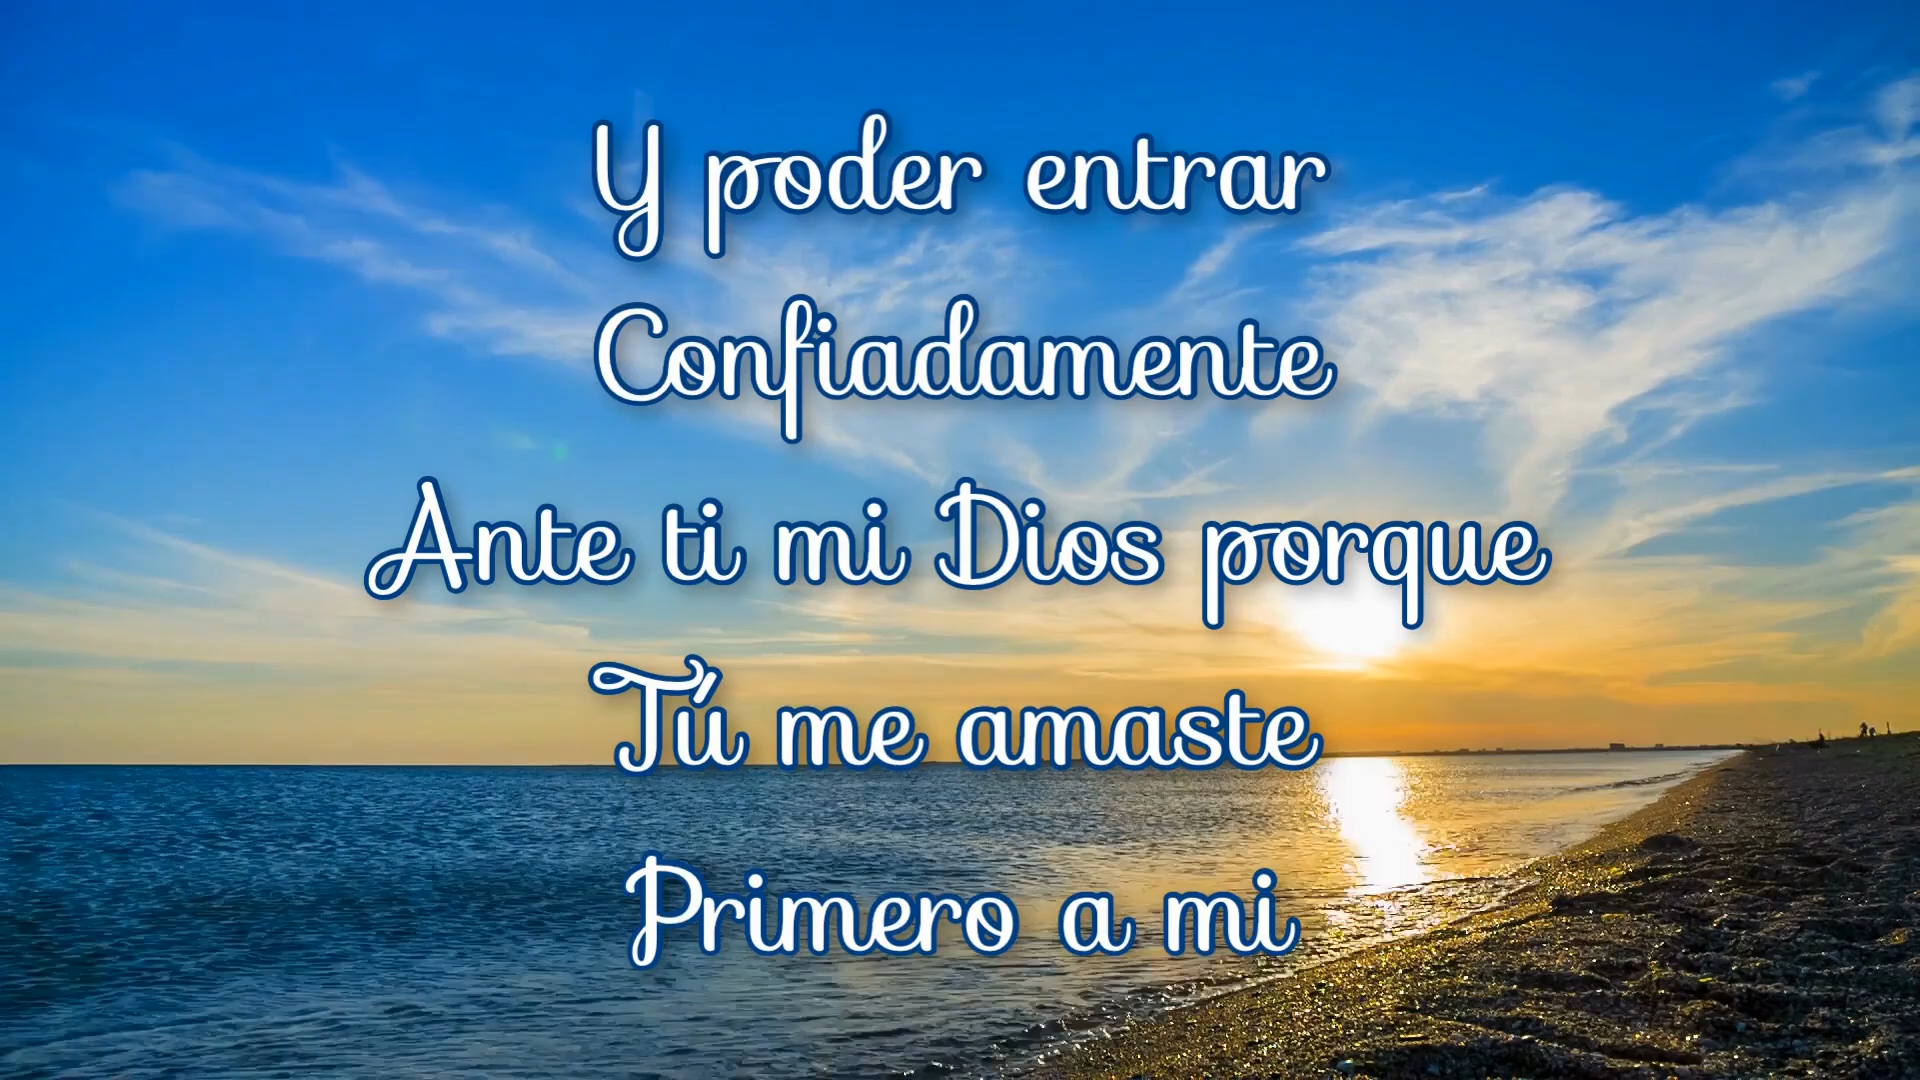 Y poder entrar
Confiadamente
Ante ti mi Dios porque
Tú me amaste
Primero a mi